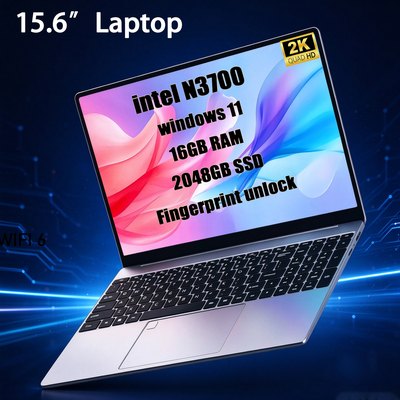 15.6” Laptop
2K
QUAD HD
intel N3700
windows 11
16GB RAM
2048GB SSD
Fingerprint unlock
WIFI 6